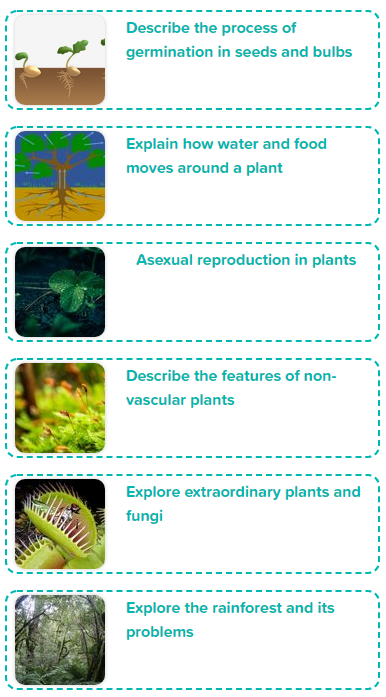 Describe the process of
germination in seeds and bulbs
Explain how water and food
moves around a plant
Asexual reproduction in plants
Describe the features of non-
vascular plants
Explore extraordinary plants and
fungi
Explore the rainforest and its
problems